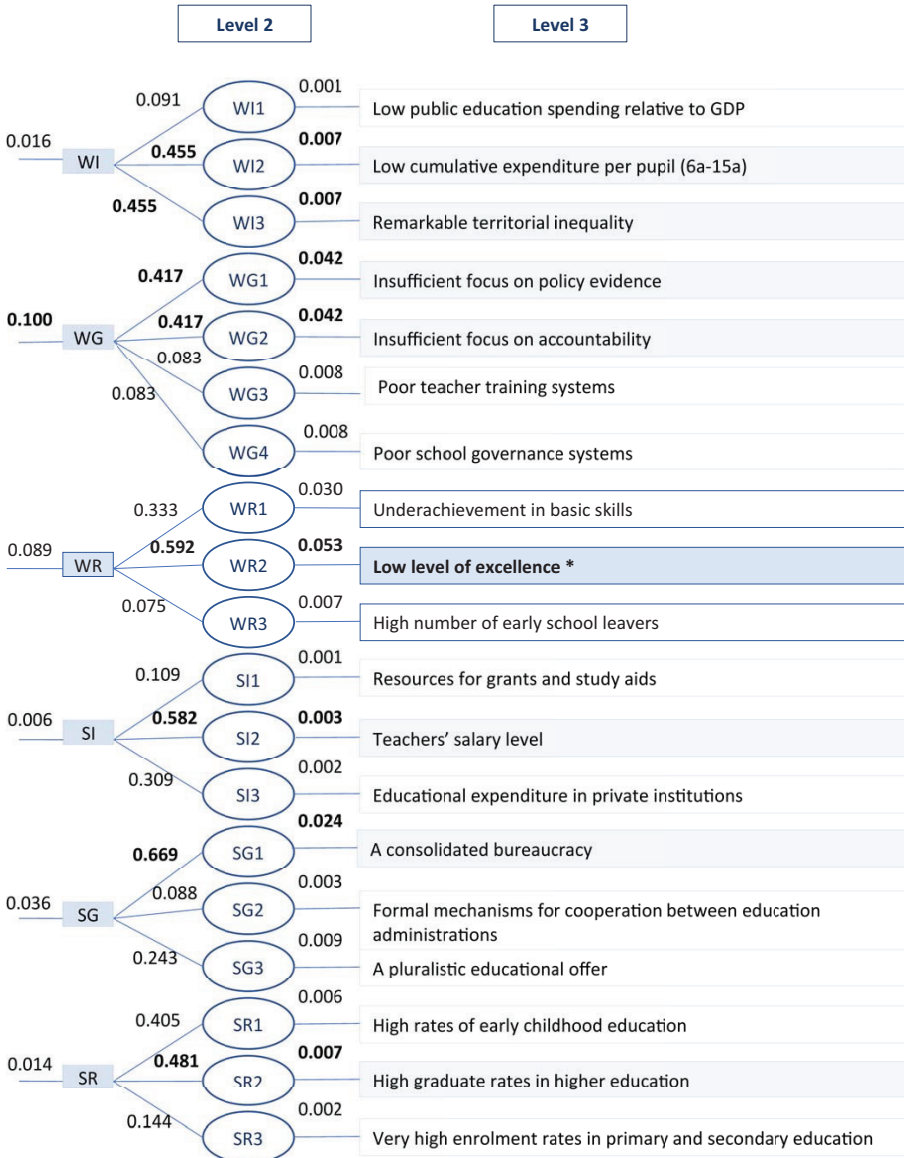 Level 2 Level 3
0.091 WI1 0.001 Low public education spending relative to GDP
0.016 WI 0.455 WI2 0.007 Low cumulative expenditure per pupil (6a-15a)
0.455 WI3 0.007 Remarkable territorial inequality
0.417 WG1 0.042 Insufficient focus on policy evidence
0.100 WG 0.417 WG2 0.042 Insufficient focus on accountability
0.083 WG3 0.008 Poor teacher training systems
0.083 WG4 0.008 Poor school governance systems
0.333 WR1 0.030 Underachievement in basic skills
0.089 WR 0.592 WR2 0.053 Low level of excellence *
0.075 WR3 0.007 High number of early school leavers
0.109 SI1 0.001 Resources for grants and study aids
0.006 SI 0.582 SI2 0.003 Teachers' salary level
0.309 SI3 0.002 Educational expenditure in private institutions
0.669 SG1 0.024 A consolidated bureaucracy
0.036 SG 0.088 SG2 0.003 Formal mechanisms for cooperation between education
administrations
0.243 SG3 0.009 A pluralistic educational offer
0.405 SR1 0.006 High rates of early childhood education
0.014 SR 0.481 SR2 0.007 High graduate rates in higher education
0.144 SR3 0.002 Very high enrolment rates in primary and secondary education